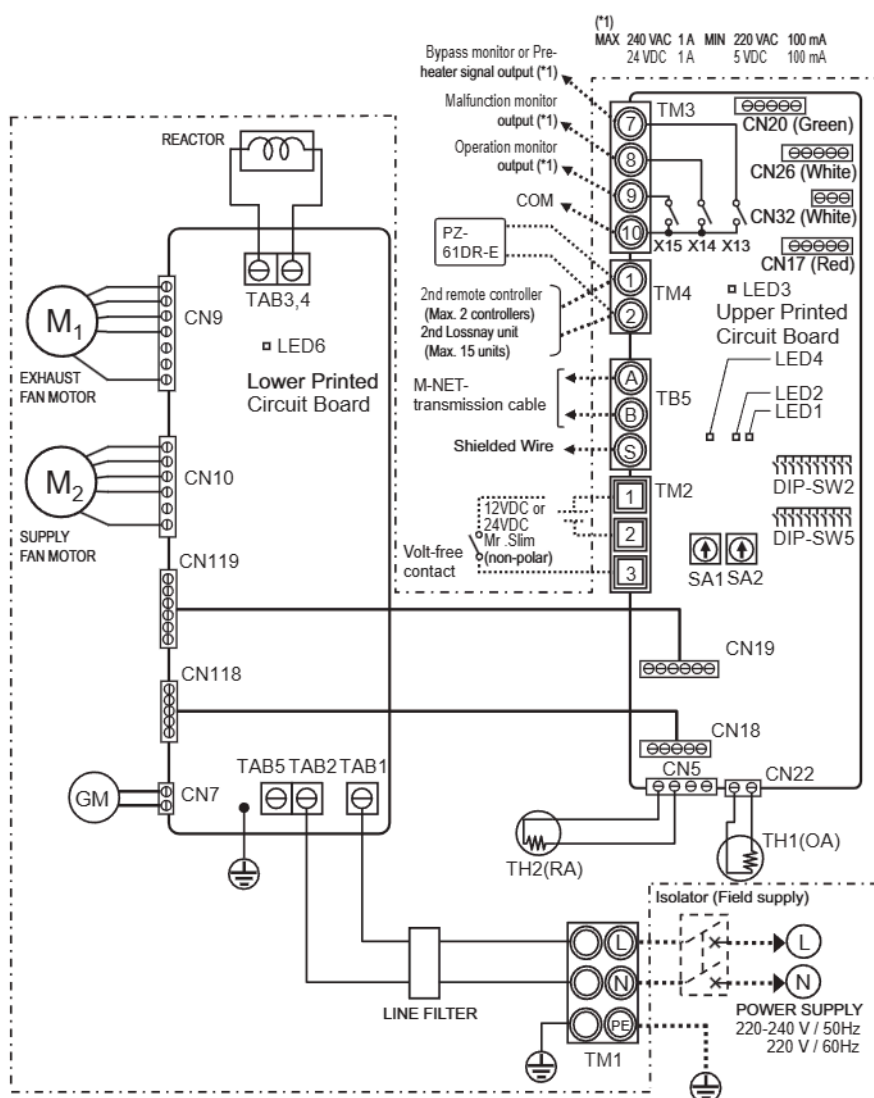 (*1)
MAX 240 VAC 1 A MIN 220 VAC 100 mA
24 VDC 1 A 5 VDC 100 mA
Bypass monitor or Pre-
heater signal output (*1)
Malfunction monitor
output (*1)
Operation monitor
output (*1)
COM
PZ-
61DR-E
2nd remote controller
(Max. 2 controllers)
2nd Lossnay unit
(Max. 15 units)
M-NET-
transmission cable
Shielded Wire
12VDC or
24VDC
Mr .Slim
(non-polar)
Volt-free
contact
7
8
9
10
TM3
X15 X14 X13
1
2
TM4
A
B
S
TB5
1
2
3
TM2
CN20 (Green)
CN26 (White)
CN32 (White)
CN17 (Red)
LED3
Upper Printed
Circuit Board
LED4
LED2
LED1
DIP-SW2
DIP-SW5
SA1 SA2
CN19
CN18
CN5
CN22
TH2(RA)
TH1(OA)
REACTOR
TAB3,4
CN9
M1
EXHAUST
FAN MOTOR
LED6
Lower Printed
Circuit Board
CN10
M2
SUPPLY
FAN MOTOR
CN119
CN118
TAB5 TAB2 TAB1
GM
CN7
LINE FILTER
L
N
PE
TM1
Isolator (Field supply)
L
N
POWER SUPPLY
220-240 V / 50Hz
220 V / 60Hz